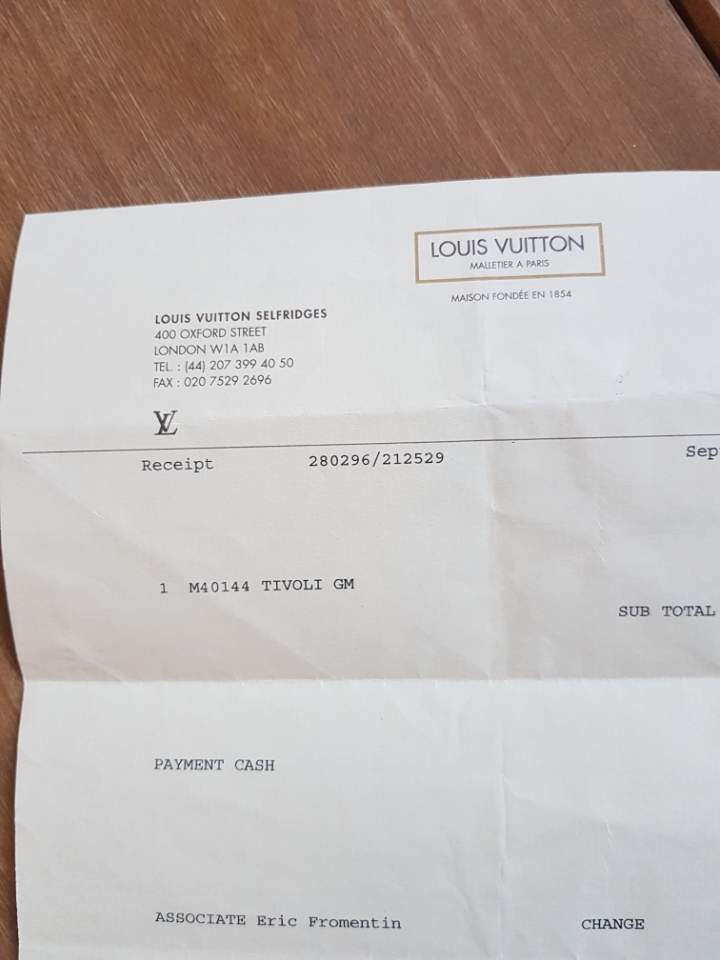 LOUIS VUITTON
MALLETIER A PARIS
MAISON FONDÉE EN 1854
LOUIS VUITTON SELFRIDGES
400 OXFORD STREET
LONDON W1A 1AB
TEL. : (44) 207 399 40 50
FAX : 020 7529 2696
LV
Receipt 280296/212529 Sep
1 M40144 TIVOLI GM
SUB TOTAL
PAYMENT CASH
ASSOCIATE Eric Fromentin CHANGE